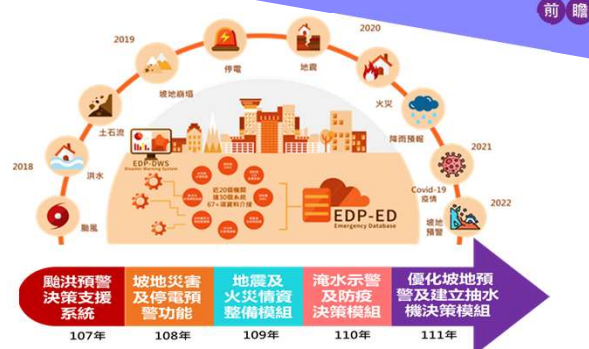 前瞻
2018
2019
2020
2021
2022
颱風
洪水
土石流
坡地崩塌
停電
地震
火災
降雨預報
Covid-19
疫情
坡地
預警
EDP-DWS
Disaster Warning System
近20個機關
達30個系統
67+項資料介接
EDP-ED
Emergency Database
颱洪預警
決策支援
系統
107年
坡地災害
及停電預
警功能
108年
地震及
火災情資
整備模組
109年
淹水示警
及防疫
決策模組
110年
優化坡地預
警及建立抽水
機決策模組
111年